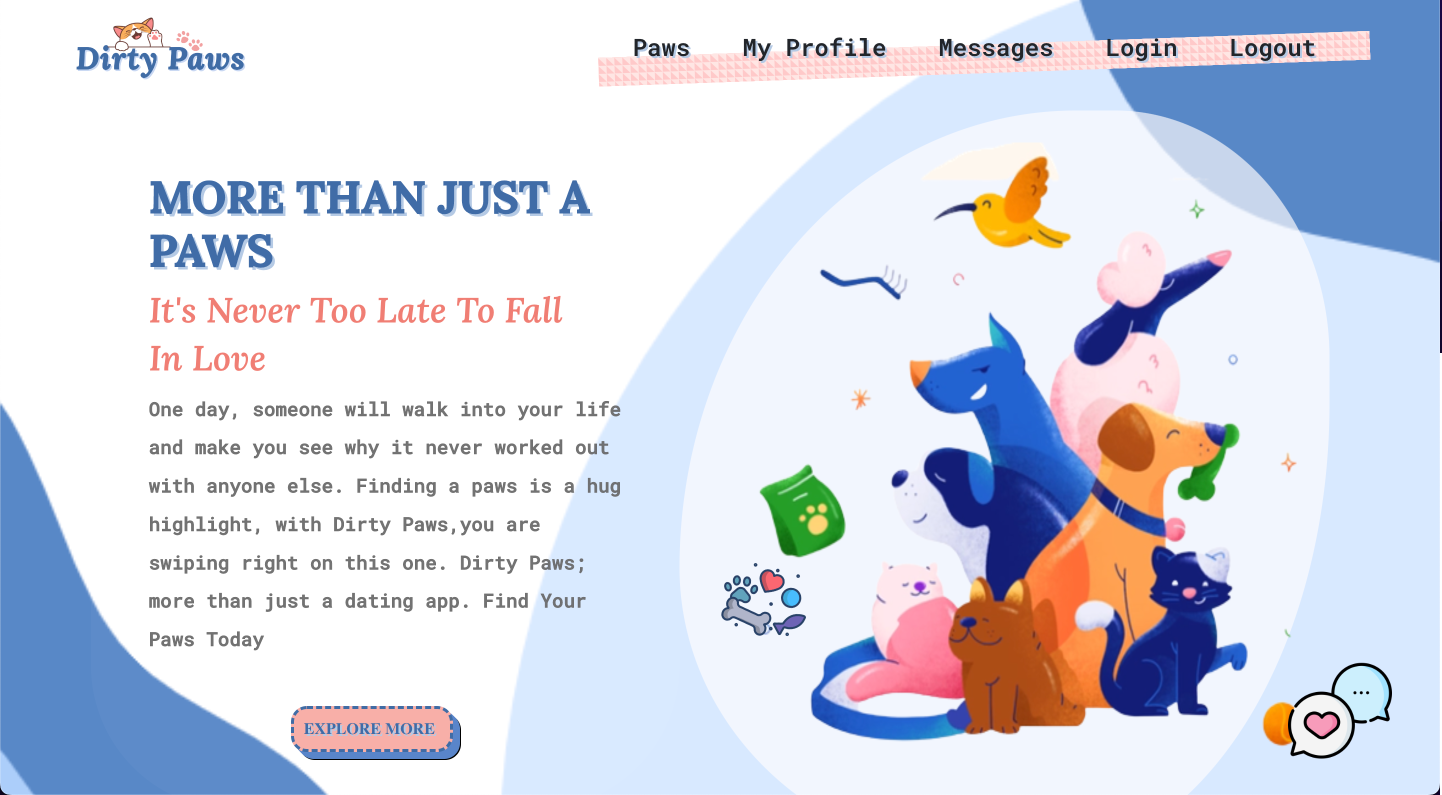 Dirty Paws
Paws My Profile Messages Login Logout
MORE THAN JUST A
PAWS
It's Never Too Late To Fall
In Love
One day, someone will walk into your life
and make you see why it never worked out
with anyone else. Finding a paws is a hug
highlight, with Dirty Paws,you are
swiping right on this one. Dirty Paws;
more than just a dating app. Find Your
Paws Today
EXPLORE MORE